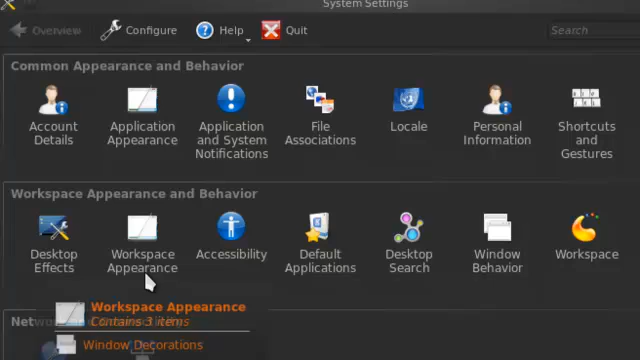 System Settings
Overview Configure Help Quit Search
Common Appearance and Behavior
Account Details
Application Appearance
Application and System Notifications
File Associations
Locale
Personal Information
Shortcuts and Gestures
Workspace Appearance and Behavior
Desktop Effects
Workspace Appearance
Accessibility
Default Applications
Desktop Search
Window Behavior
Workspace
Workspace Appearance
Contains 3 items
Window Decorations